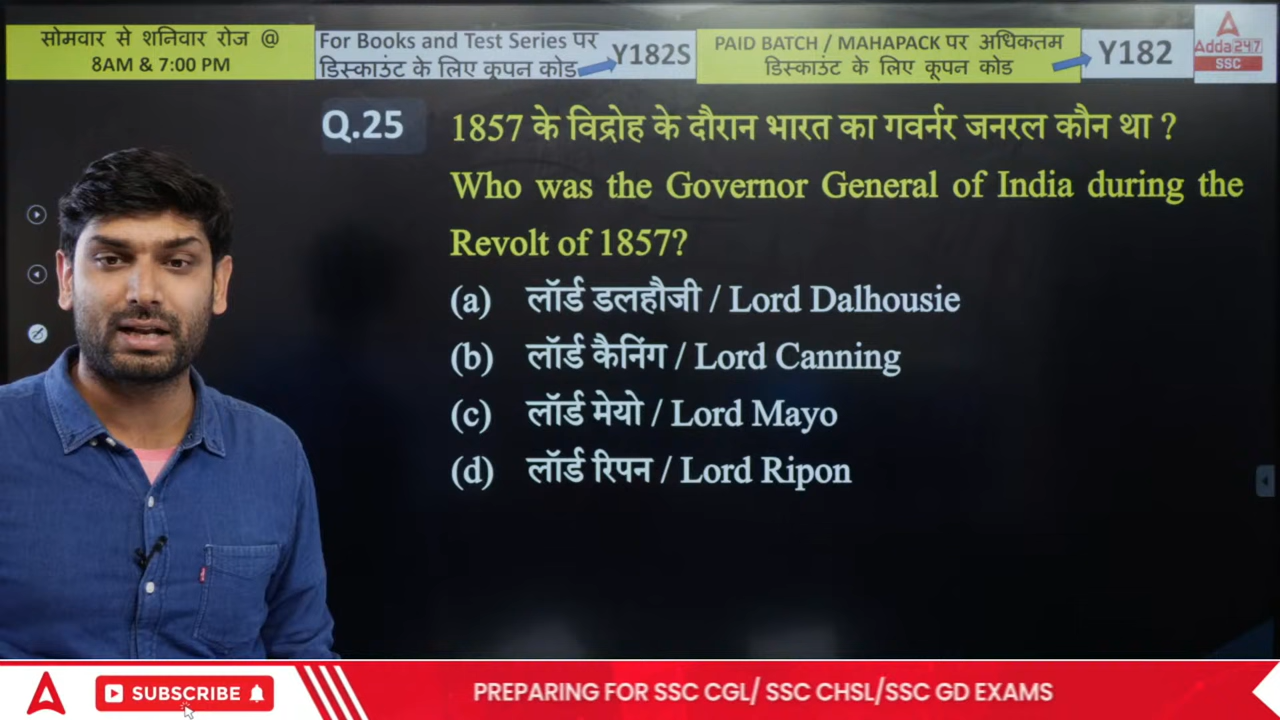 सोमवार से शनिवार रोज @
8AM & 7:00 PM
For Books and Test Series पर
डिस्काउंट के लिए कूपन कोड
Y182S
PAID BATCH / MAHAPACK पर अधिकतम
डिस्काउंट के लिए कूपन कोड
Y182
Adda247
SSC
Q.25 1857 के विद्रोह के दौरान भारत का गवर्नर जनरल कौन था ?
Who was the Governor General of India during the
Revolt of 1857?
(a) लॉर्ड डलहौजी / Lord Dalhousie
(b) लॉर्ड कैनिंग / Lord Canning
(c) लॉर्ड मेयो / Lord Mayo
(d) लॉर्ड रिपन / Lord Ripon
SUBSCRIBE
PREPARING FOR SSC CGL/ SSC CHSL/SSC GD EXAMS